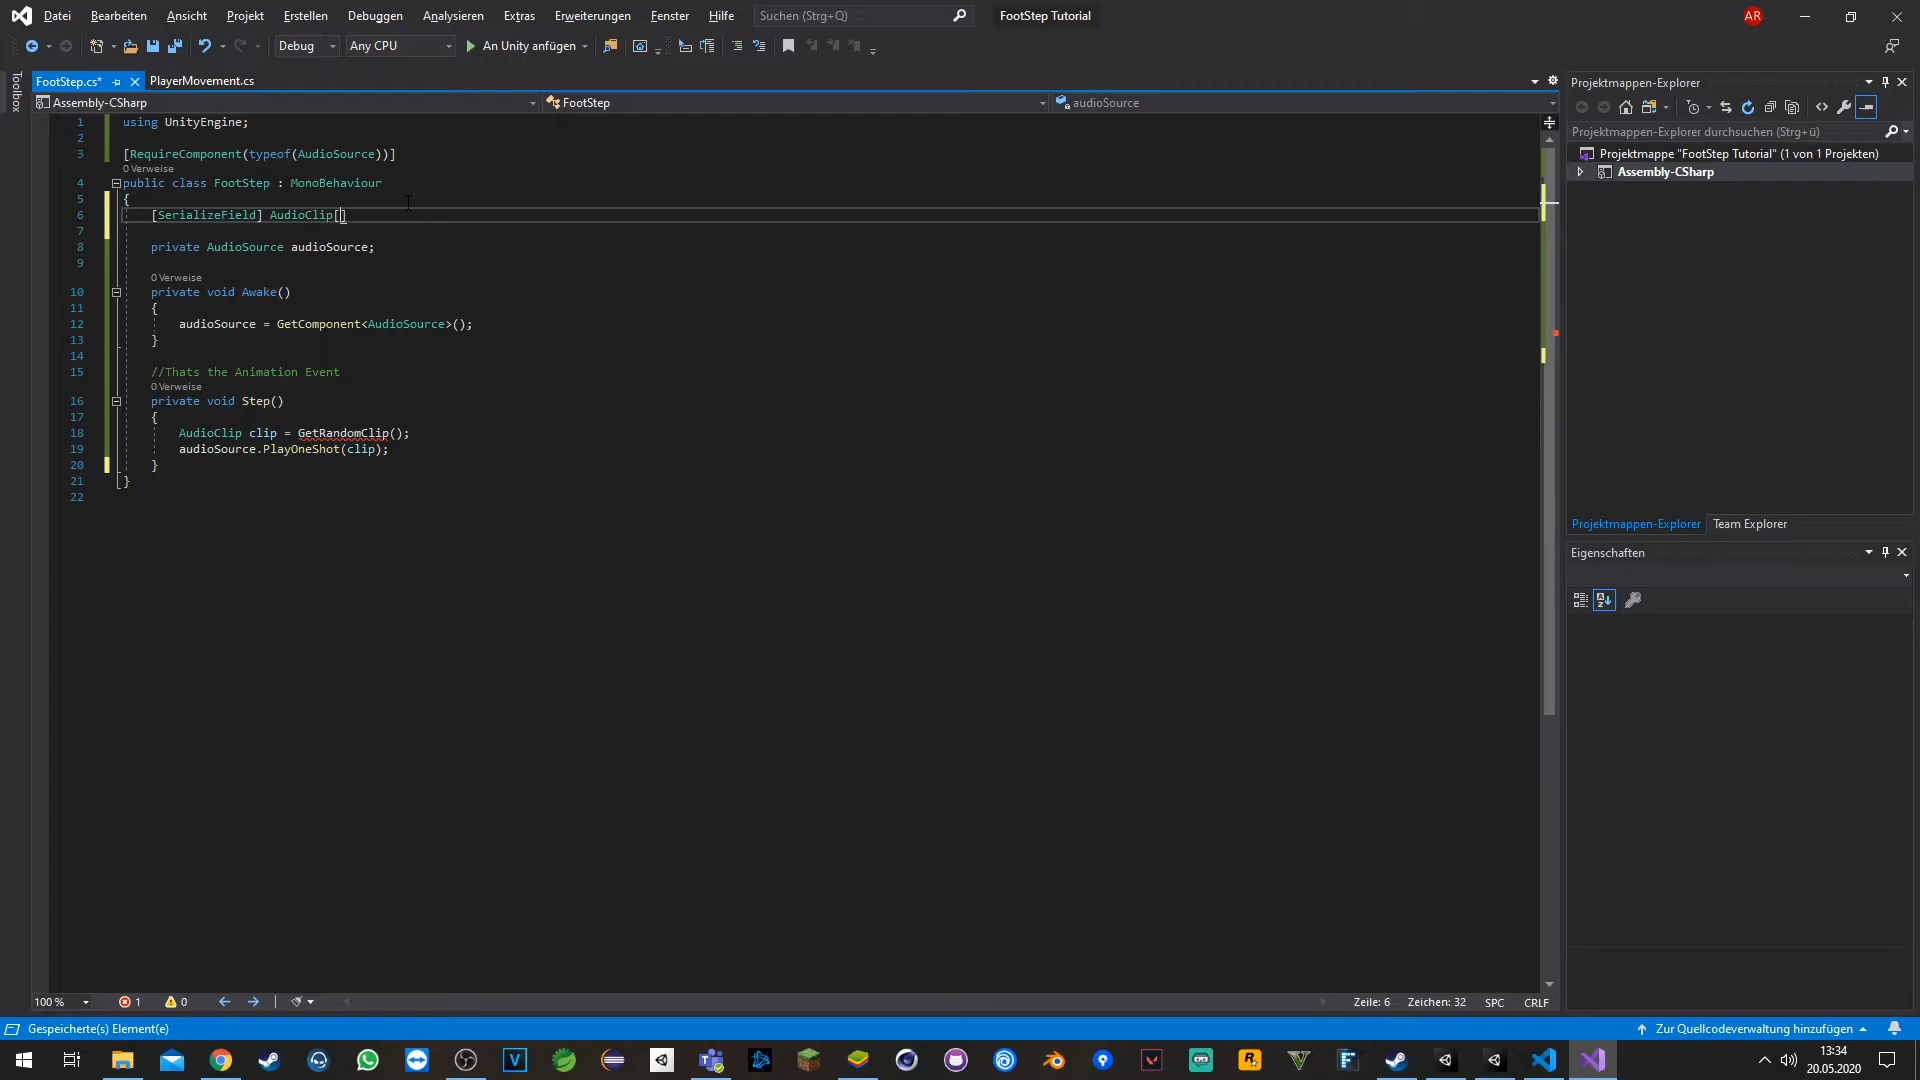 Datei Bearbeiten Ansicht Projekt Erstellen Debuggen Analysieren Extras Erweiterungen Fenster Hilfe Suchen (Strg+Q) FootStep Tutorial AR
Debug Any CPU An Unity anfügen
Toolbox
FootStep.cs* PlayerMovement.cs
Assembly-CSharp FootStep audioSource
1 using UnityEngine;
2
3 [RequireComponent(typeof(AudioSource))]
0 Verweise
4 public class FootStep : MonoBehaviour
5 {
6 [SerializeField] AudioClip[]
7
8 private AudioSource audioSource;
9
0 Verweise
10 private void Awake()
11 {
12 audioSource = GetComponent<AudioSource>();
13 }
14
15 //Thats the Animation Event
0 Verweise
16 private void Step()
17 {
18 AudioClip clip = GetRandomClip();
19 audioSource.PlayOneShot(clip);
20 }
21 }
22
Projektmappen-Explorer
Projektmappen-Explorer durchsuchen (Strg+ü)
Projektmappe "FootStep Tutorial" (1 von 1 Projekten)
Assembly-CSharp
Projektmappen-Explorer Team Explorer
Eigenschaften
100 % 1 0 Zeile: 6 Zeichen: 32 SPC CRLF
Gespeicherte(s) Element(e) Zur Quellcodeverwaltung hinzufügen
13:34
20.05.2020